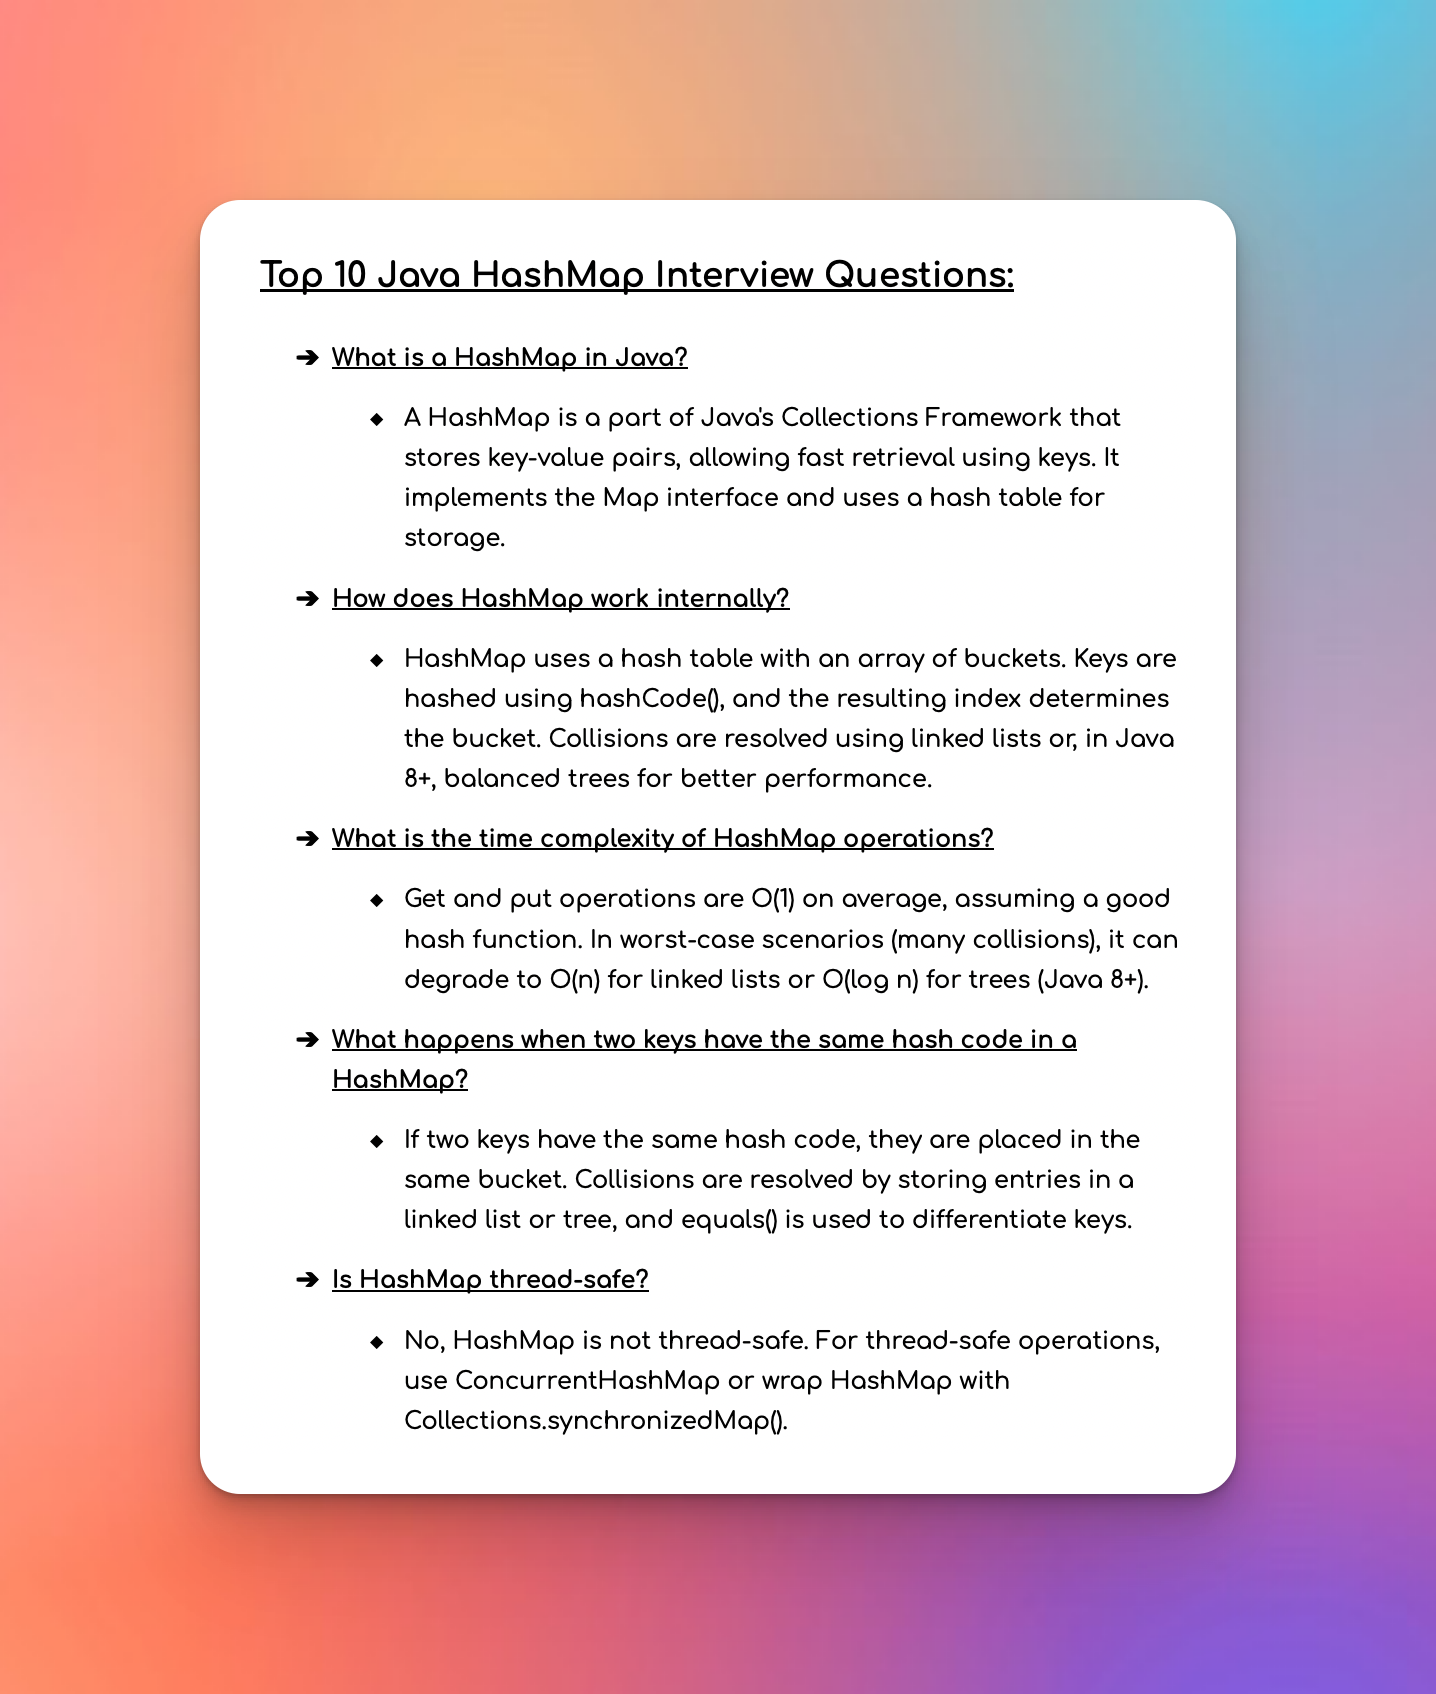 Top 10 Java HashMap Interview Questions:
➔ What is a HashMap in Java?
◆ A HashMap is a part of Java's Collections Framework that
stores key-value pairs, allowing fast retrieval using keys. It
implements the Map interface and uses a hash table for
storage.
➔ How does HashMap work internally?
◆ HashMap uses a hash table with an array of buckets. Keys are
hashed using hashCode(), and the resulting index determines
the bucket. Collisions are resolved using linked lists or, in Java
8+, balanced trees for better performance.
➔ What is the time complexity of HashMap operations?
◆ Get and put operations are O(1) on average, assuming a good
hash function. In worst-case scenarios (many collisions), it can
degrade to O(n) for linked lists or O(log n) for trees (Java 8+).
➔ What happens when two keys have the same hash code in a
HashMap?
◆ If two keys have the same hash code, they are placed in the
same bucket. Collisions are resolved by storing entries in a
linked list or tree, and equals() is used to differentiate keys.
➔ Is HashMap thread-safe?
◆ No, HashMap is not thread-safe. For thread-safe operations,
use ConcurrentHashMap or wrap HashMap with
Collections.synchronizedMap().